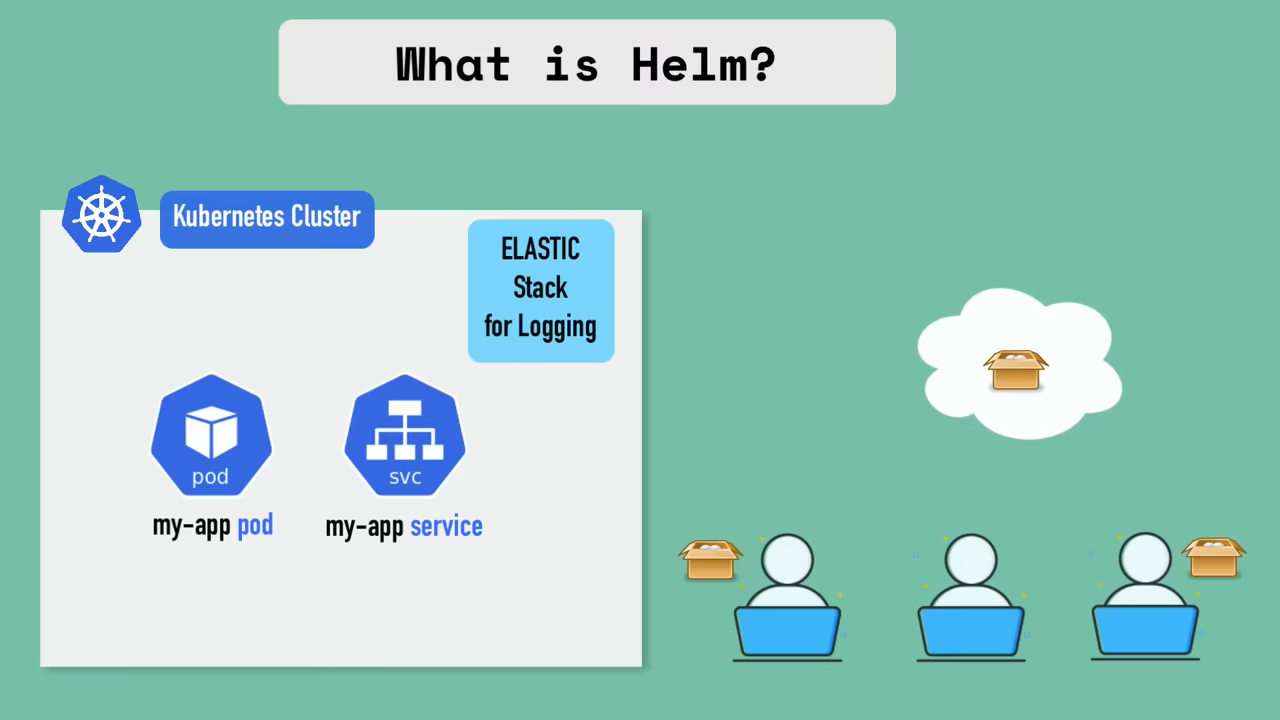 What is Helm?
Kubernetes Cluster
ELASTIC
Stack
for Logging
pod
svc
my-app pod
my-app service